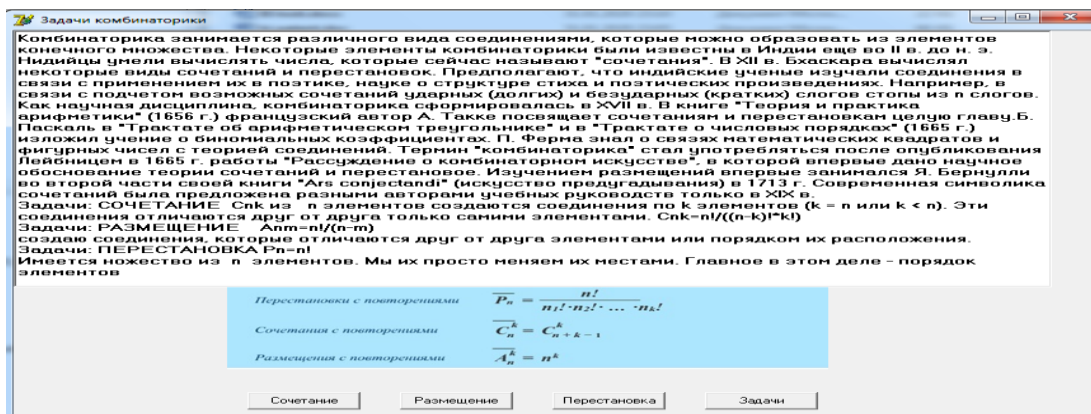 Задачи комбинаторики
Комбинаторика занимается различного вида соединениями, которые можно образовать из элементов
конечного множества. Некоторые элементы комбинаторики были известны в Индии еще во II в. до н. э.
Нидийцы умели вычислять числа, которые сейчас называют "сочетания". В XII в. Бхаскара вычислял
некоторые виды сочетаний и перестановок. Предполагают, что индийские ученые изучали соединения в
связи с применением их в поэтике, науке о структуре стиха и поэтических произведениях. Например, в
связи с подчетом возможных сочетаний ударных (долгих) и безударных (кратких) слогов стопы из n слогов.
Как научная дисциплина, комбинаторика сформировалась в XVII в. В книге "Теория и практика
арифметики" (1656 г.) французский автор А. Также посвящает сочетаниям и перестановкам целую главу.Б.
Паскаль в "Трактате об арифметическом треугольнике" и в "Трактате о числовых порядках" (1665 г.)
изложил учение о биномиальных коэффициентах. П. Ферма знал о связях математических квадратов и
фигурных чисел с теорией соединений. Термин "комбинаторика" стал употребляться после опубликования
Лейбницем в 1665 г. работы "Рассуждение о комбинаторном искусстве", в которой впервые дано научное
обоснование теории сочетаний и перестановое. Изучением размещений впервые занимался Я. Бернулли
во второй части своей книги "Ars conjectandi" (искусство предугадывания) в 1713 г. Современная символика
сочетаний была предложена разными авторами учебных руководств только в XIX в.
Задачи: СОЧЕТАНИЕ Cnk из n элементов создаются соединения по k элементов (k = n или k < n). Эти
соединения отличаются друг от друга только самими элементами. Cnk=n!/((n-k)!*k!)
Задачи: РАЗМЕЩЕНИЕ Anm=n!/(n-m)
создаю соединения, которые отличаются друг от друга элементами или порядком их расположения.
Задачи: ПЕРЕСТАНОВКА Pn=n!
Имеется ножество из n элементов. Мы их просто меняем их местами. Главное в этом деле - порядок
элементов
Перестановки с повторениями P̅n = n! / (n1!·n2!· ... ·nk!)
Сочетания с повторениями C̅n^k = C^k n+k−1
Размещения с повторениями A̅n^k = n^k
Сочетание Размещение Перестановка Задачи